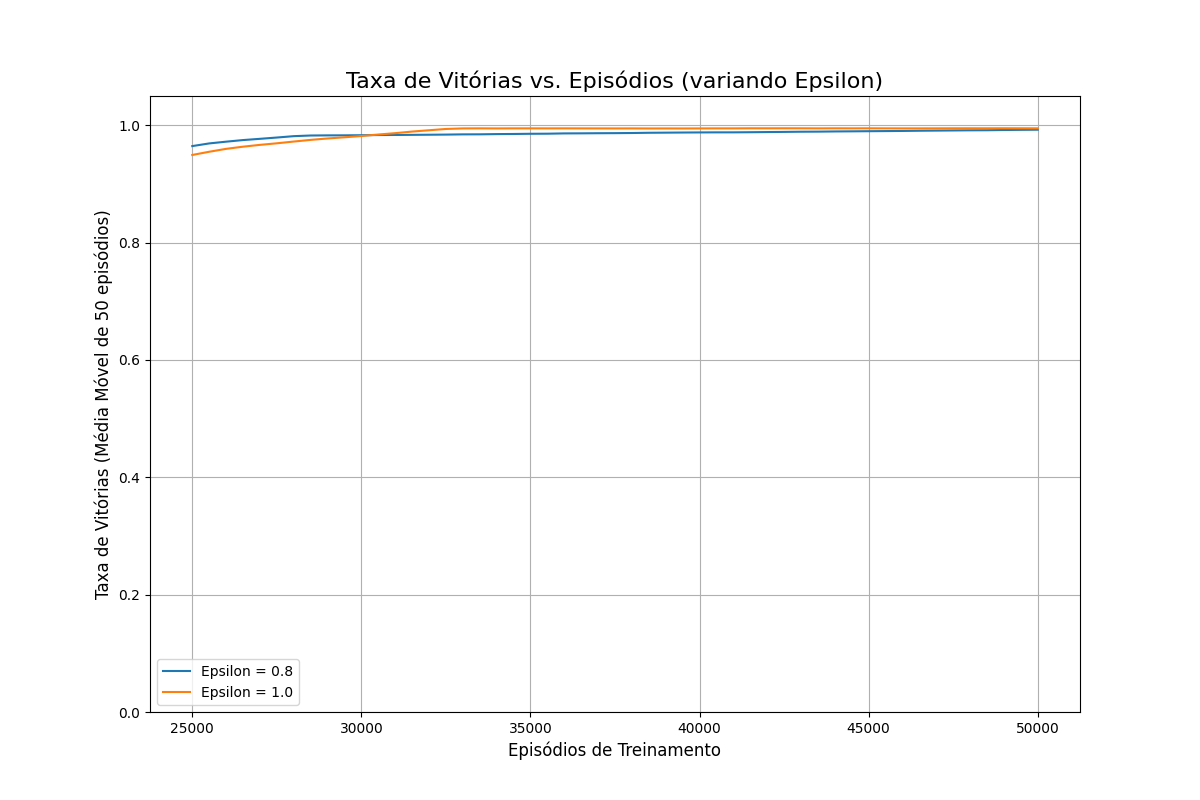 Taxa de Vitórias vs. Episódios (variando Epsilon)
Taxa de Vitórias (Média Móvel de 50 episódios)
1.0
0.8
0.6
0.4
0.2
0.0
Epsilon = 0.8
Epsilon = 1.0
25000 30000 35000 40000 45000 50000
Episódios de Treinamento